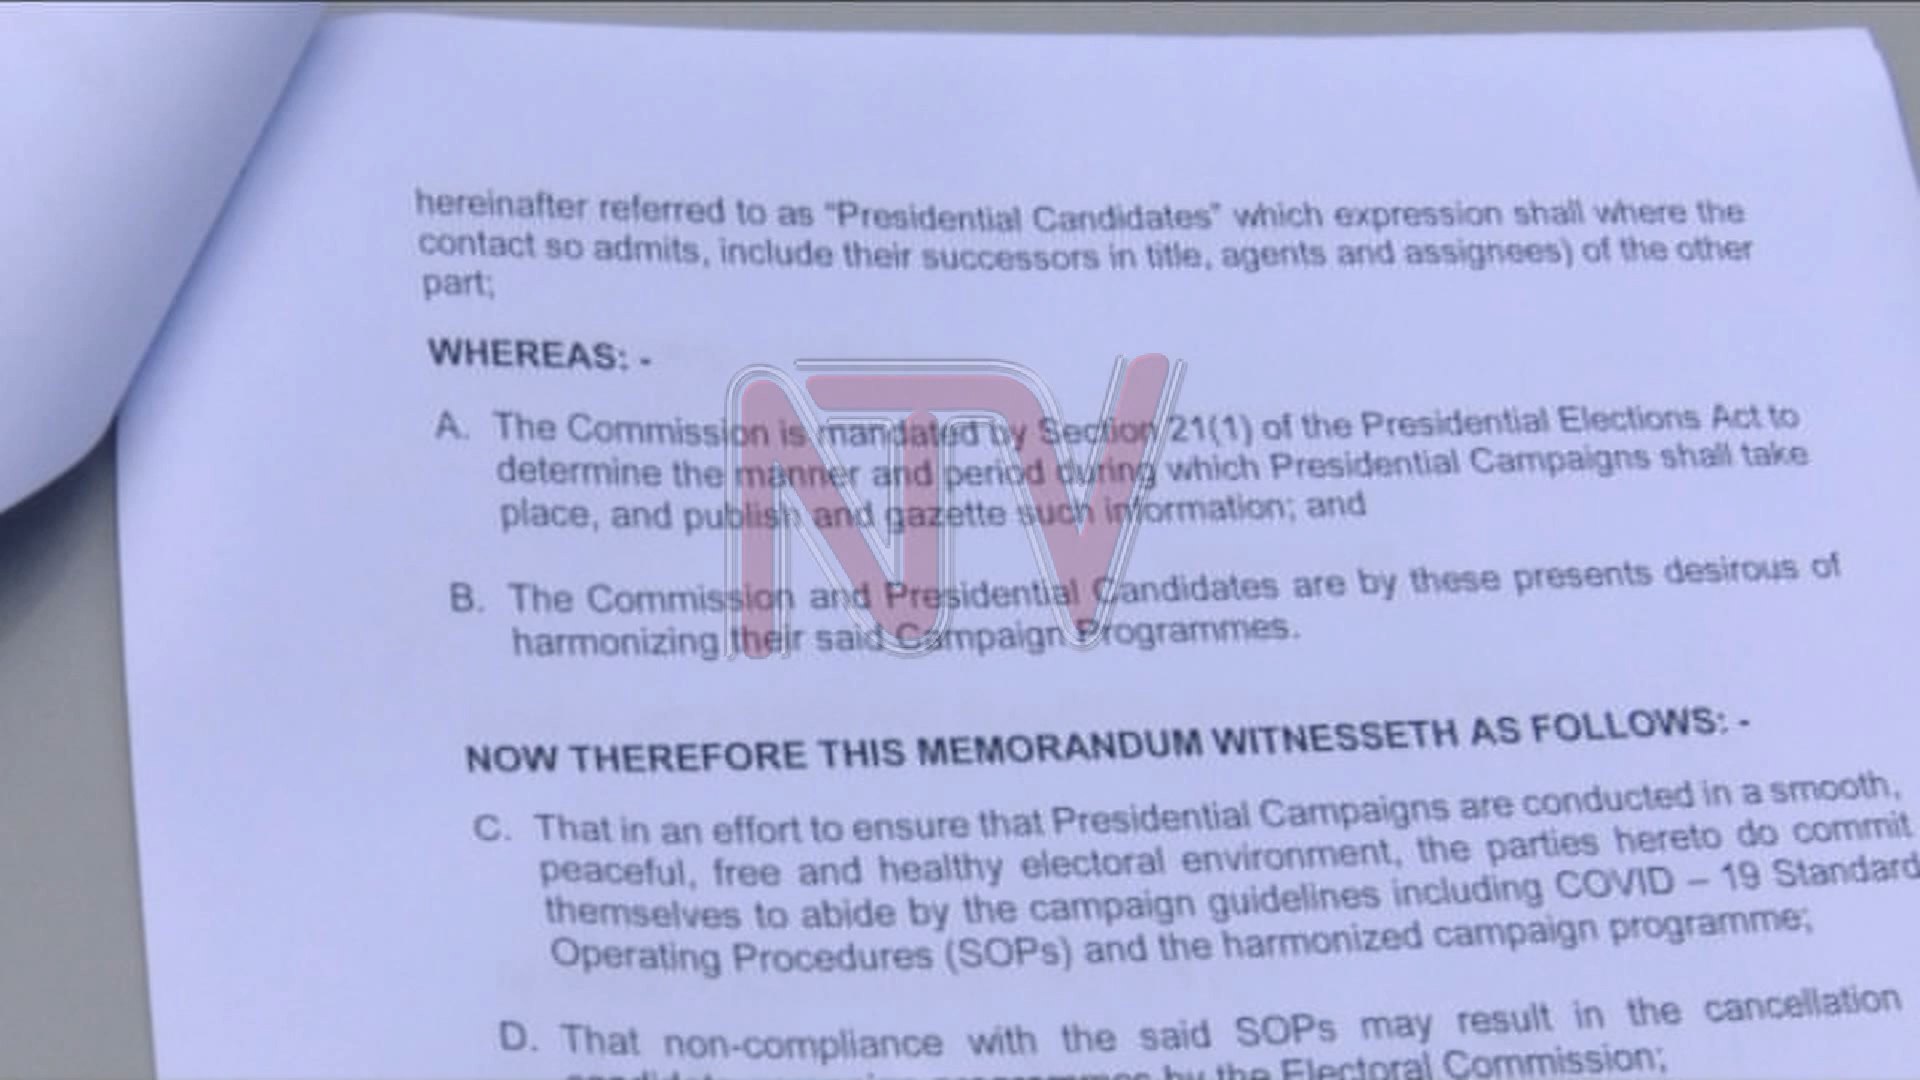 hereinafter referred to as "Presidential Candidates" which expression shall where the
contact so admits, include their successors in title, agents and assignees) of the other
part;
WHEREAS: -
A. The Commission is mandated by Section 21(1) of the Presidential Elections Act to
determine the manner and period during which Presidential Campaigns shall take
place, and publish and gazette such information; and
B. The Commission and Presidential Candidates are by these presents desirous of
harmonizing their said Campaign Programmes.
NTV
NOW THEREFORE THIS MEMORANDUM WITNESSETH AS FOLLOWS: -
C. That in an effort to ensure that Presidential Campaigns are conducted in a smooth,
peaceful, free and healthy electoral environment, the parties hereto do commit
themselves to abide by the campaign guidelines including COVID – 19 Standard
Operating Procedures (SOPs) and the harmonized campaign programme;
D. That non-compliance with the said SOPs may result in the cancellation
by the Electoral Commission;